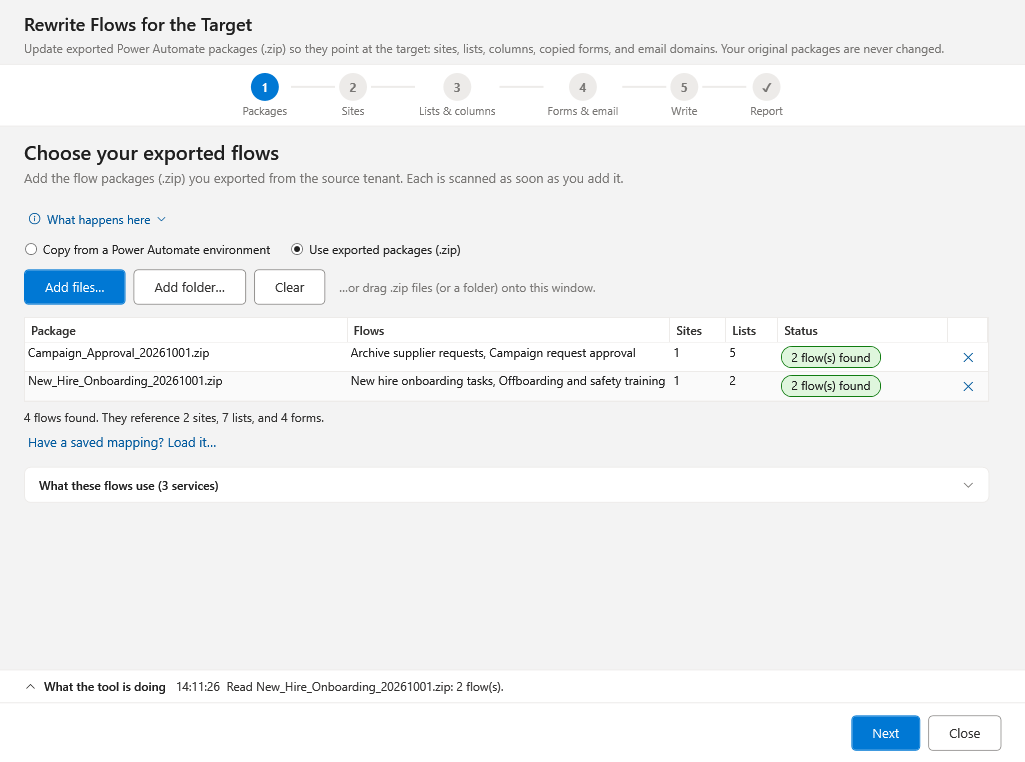 Rewrite Flows for the Target
Update exported Power Automate packages (.zip) so they point at the target: sites, lists, columns, copied forms, and email domains. Your original packages are never changed.
1 2 3 4 5 ✓
Packages Sites Lists & columns Forms & email Write Report
Choose your exported flows
Add the flow packages (.zip) you exported from the source tenant. Each is scanned as soon as you add it.
What happens here
Copy from a Power Automate environment Use exported packages (.zip)
Add files... Add folder... Clear ...or drag .zip files (or a folder) onto this window.
Package Flows Sites Lists Status
Campaign_Approval_20261001.zip Archive supplier requests, Campaign request approval 1 5 2 flow(s) found
New_Hire_Onboarding_20261001.zip New hire onboarding tasks, Offboarding and safety training 1 2 2 flow(s) found
4 flows found. They reference 2 sites, 7 lists, and 4 forms.
Have a saved mapping? Load it...
What these flows use (3 services)
What the tool is doing 14:11:26 Read New_Hire_Onboarding_20261001.zip: 2 flow(s).
Next Close